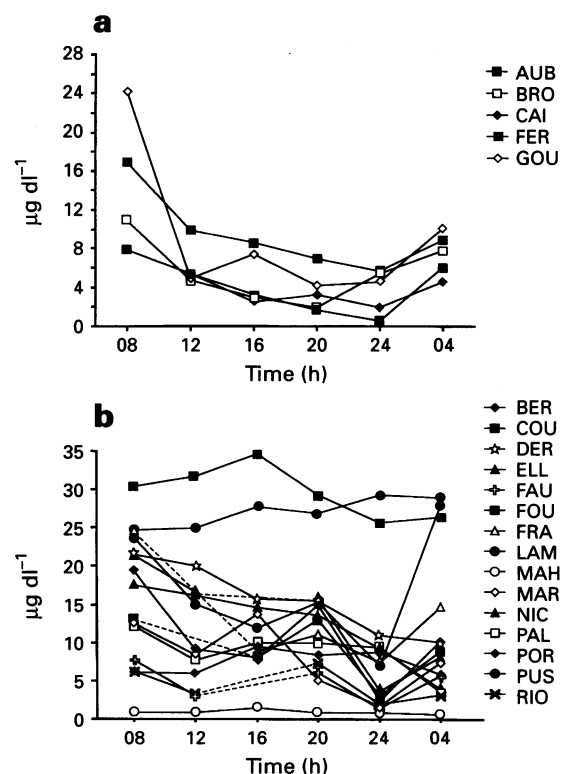 a
28
24
20
16
12
8
4
0
µg dl⁻¹
08 12 16 20 24 04
Time (h)
AUB
BRO
CAI
FER
GOU
b
35
30
25
20
15
10
5
0
µg dl⁻¹
08 12 16 20 24 04
Time (h)
BER
COU
DER
ELL
FAU
FOU
FRA
LAM
MAH
MAR
NIC
PAL
POR
PUS
RIO